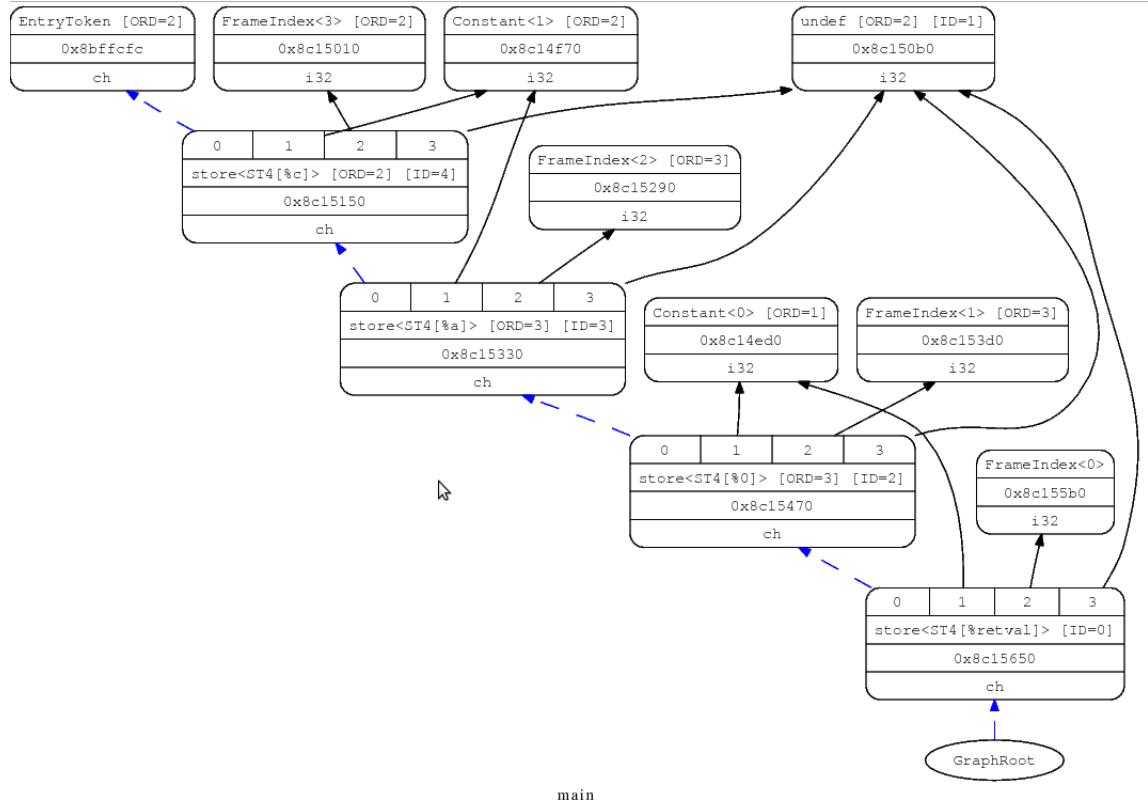 EntryToken [ORD=2]
0x8bffcfc
ch
FrameIndex<3> [ORD=2]
0x8c15010
i32
Constant<1> [ORD=2]
0x8c14f70
i32
undef [ORD=2] [ID=1]
0x8c150b0
i32
0 1 2 3
store<ST4[%c]> [ORD=2] [ID=4]
0x8c15150
ch
FrameIndex<2> [ORD=3]
0x8c15290
i32
0 1 2 3
store<ST4[%a]> [ORD=3] [ID=3]
0x8c15330
ch
Constant<0> [ORD=1]
0x8c14ed0
i32
FrameIndex<1> [ORD=3]
0x8c153d0
i32
0 1 2 3
store<ST4[%0]> [ORD=3] [ID=2]
0x8c15470
ch
FrameIndex<0>
0x8c155b0
i32
0 1 2 3
store<ST4[%retval]> [ID=0]
0x8c15650
ch
GraphRoot
main